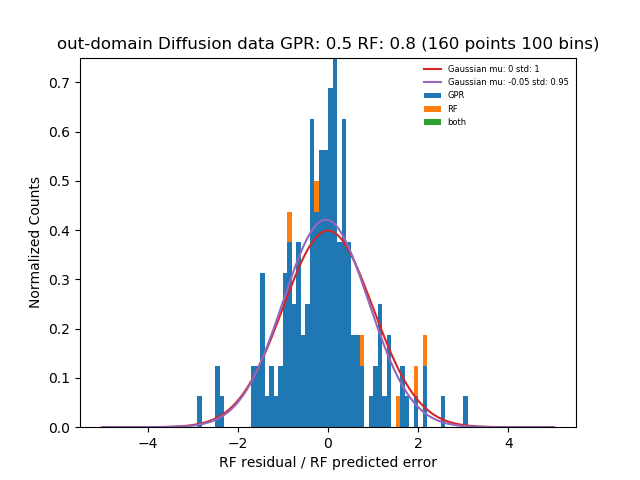 out-domain Diffusion data GPR: 0.5 RF: 0.8 (160 points 100 bins)
Gaussian mu: 0 std: 1
Gaussian mu: -0.05 std: 0.95
GPR
RF
both
Normalized Counts
0.7
0.6
0.5
0.4
0.3
0.2
0.1
0.0
−4
−2
0
2
4
RF residual / RF predicted error